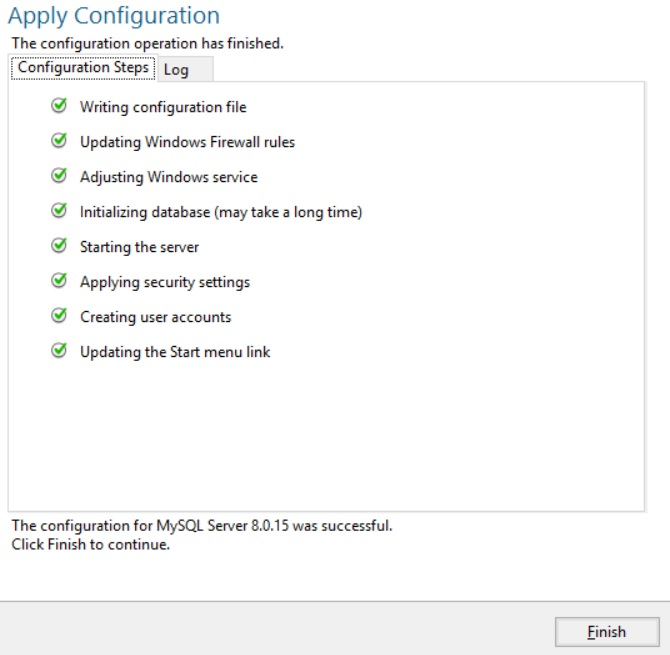 Apply Configuration
The configuration operation has finished.
Configuration Steps
Log
Writing configuration file
Updating Windows Firewall rules
Adjusting Windows service
Initializing database (may take a long time)
Starting the server
Applying security settings
Creating user accounts
Updating the Start menu link
The configuration for MySQL Server 8.0.15 was successful.
Click Finish to continue.
Finish